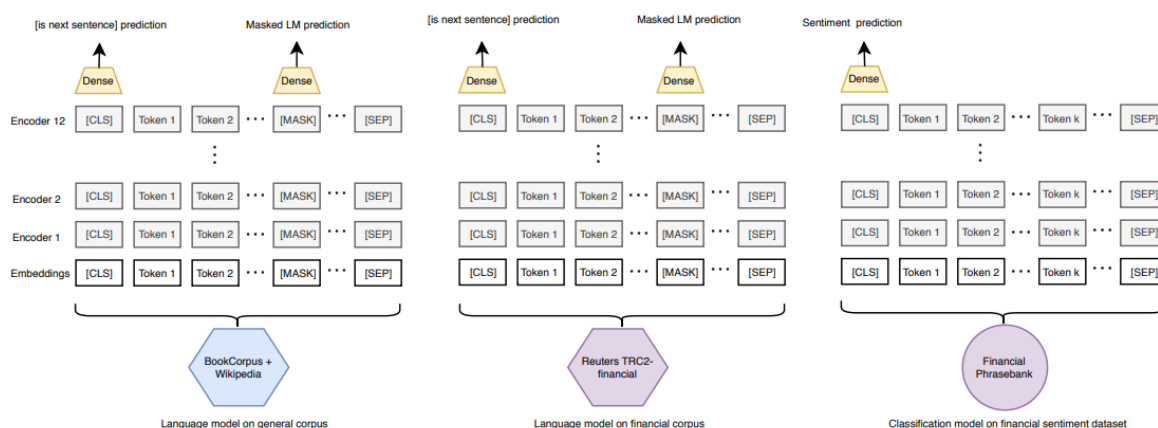 [is next sentence] prediction Masked LM prediction [is next sentence] prediction Masked LM prediction Sentiment prediction
Dense Dense Dense Dense Dense
Encoder 12 [CLS] Token 1 Token 2 ••• [MASK] ••• [SEP] [CLS] Token 1 Token 2 ••• [MASK] ••• [SEP] [CLS] Token 1 Token 2 ••• Token k ••• [SEP]
Encoder 2 [CLS] Token 1 Token 2 ••• [MASK] ••• [SEP] [CLS] Token 1 Token 2 ••• [MASK] ••• [SEP] [CLS] Token 1 Token 2 ••• Token k ••• [SEP]
Encoder 1 [CLS] Token 1 Token 2 ••• [MASK] ••• [SEP] [CLS] Token 1 Token 2 ••• [MASK] ••• [SEP] [CLS] Token 1 Token 2 ••• Token k ••• [SEP]
Embeddings [CLS] Token 1 Token 2 ••• [MASK] ••• [SEP] [CLS] Token 1 Token 2 ••• [MASK] ••• [SEP] [CLS] Token 1 Token 2 ••• Token k ••• [SEP]
BookCorpus +
Wikipedia
Reuters TRC2-
financial
Financial
Phrasebank
Language model on general corpus Language model on financial corpus Classification model on financial sentiment dataset